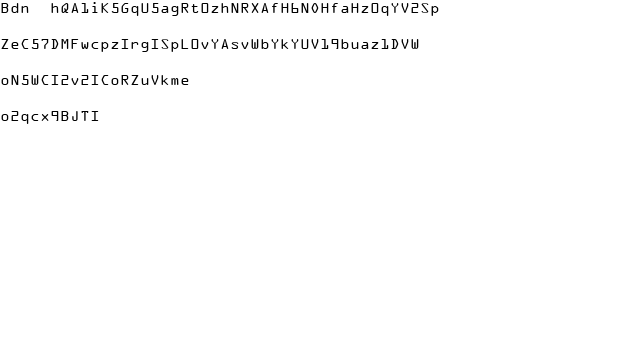 Bdn  hQA1iK5GqU5agRtOzhNRXAfH6N0HfaHzOqYV2Sp
ZeC57DMFwcpzIrgISpLOvYAsvWbYkYUV19buaz1DVW
oN5WCI2v2ICoRZuVkme
o2qcx9BJTI